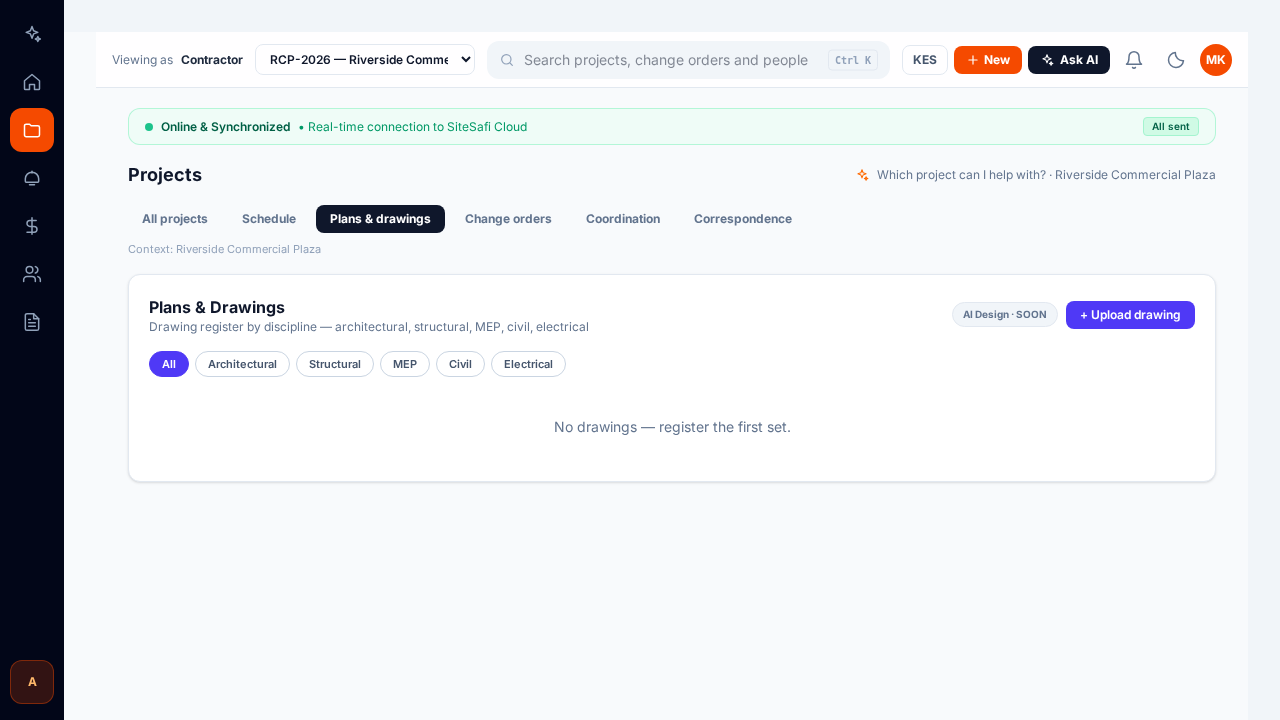 Viewing as Contractor
RCP-2026 — Riverside Comme
Search projects, change orders and people
Ctrl K
KES
+ New
Ask AI
MK
Online & Synchronized • Real-time connection to SiteSafi Cloud
All sent
Projects
Which project can I help with? · Riverside Commercial Plaza
All projects
Schedule
Plans & drawings
Change orders
Coordination
Correspondence
Context: Riverside Commercial Plaza
Plans & Drawings
Drawing register by discipline — architectural, structural, MEP, civil, electrical
AI Design · SOON
+ Upload drawing
All
Architectural
Structural
MEP
Civil
Electrical
No drawings — register the first set.
A